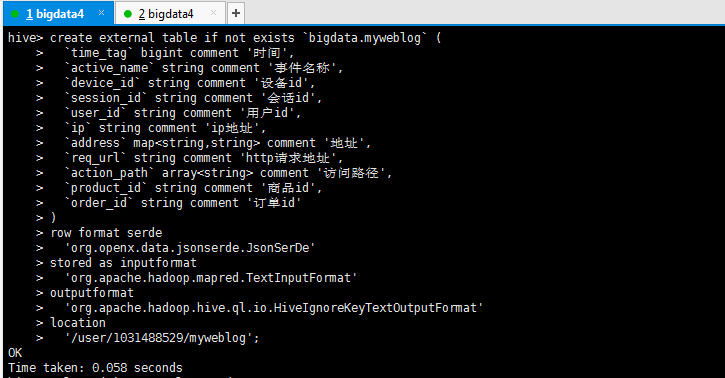 1 bigdata4 × 2 bigdata4 × +
hive> create external table if not exists `bigdata.myweblog` (
    >   `time_tag` bigint comment '时间',
    >   `active_name` string comment '事件名称',
    >   `device_id` string comment '设备id',
    >   `session_id` string comment '会话id',
    >   `user_id` string comment '用户id',
    >   `ip` string comment 'ip地址',
    >   `address` map<string,string> comment '地址',
    >   `req_url` string comment 'http请求地址',
    >   `action_path` array<string> comment '访问路径',
    >   `product_id` string comment '商品id',
    >   `order_id` string comment '订单id'
    > )
    > row format serde
    >   'org.openx.data.jsonserde.JsonSerDe'
    > stored as inputformat
    >   'org.apache.hadoop.mapred.TextInputFormat'
    > outputformat
    >   'org.apache.hadoop.hive.ql.io.HiveIgnoreKeyTextOutputFormat'
    > location
    >   '/user/1031488529/myweblog';
OK
Time taken: 0.058 seconds